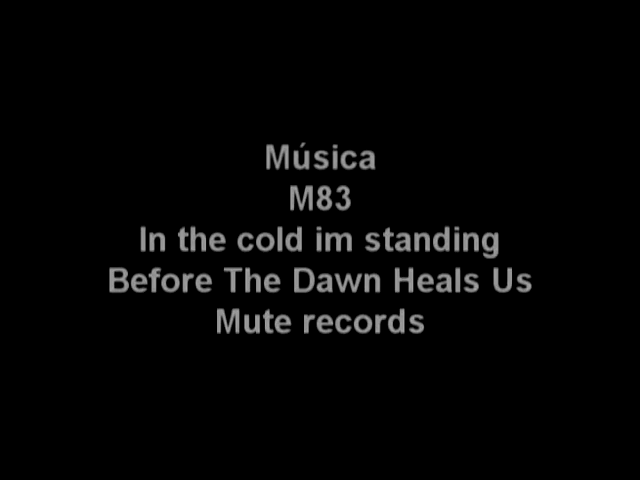 Música
M83
In the cold im standing
Before The Dawn Heals Us
Mute records